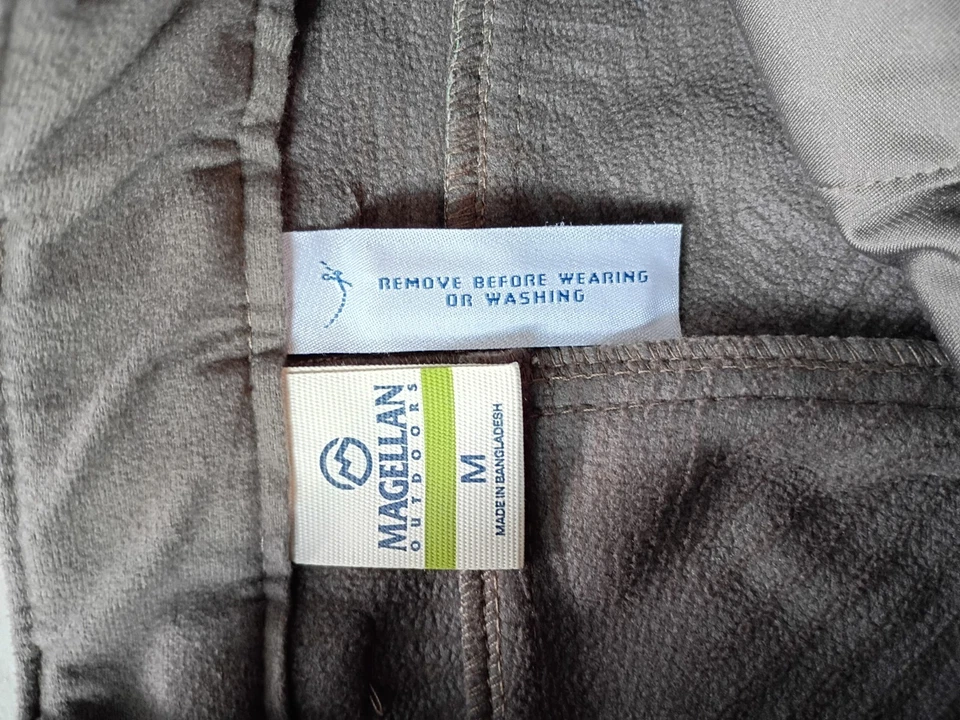 REMOVE BEFORE WEARING
OR WASHING
MAGELLAN
OUTDOORS
M
MADE IN BANGLADESH